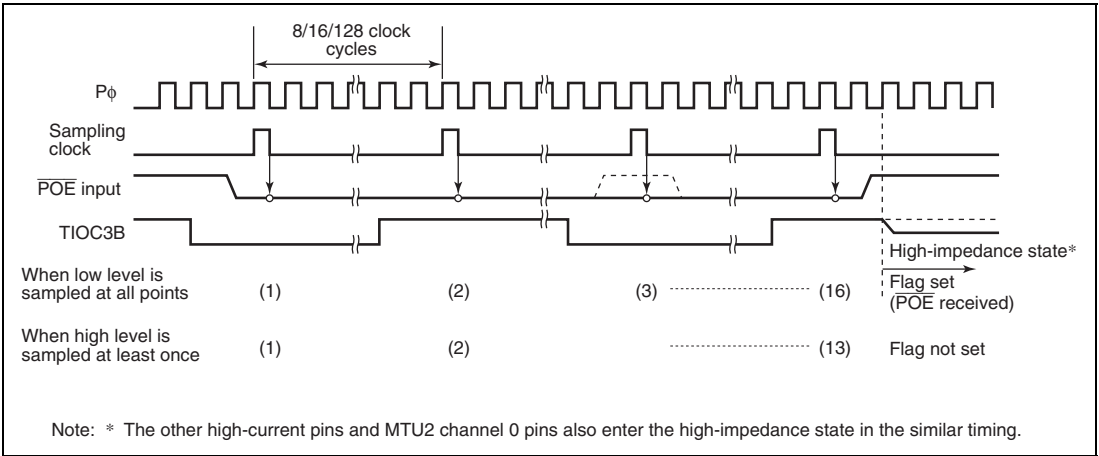 8/16/128 clock
cycles
Pϕ
Sampling
clock
POE input
TIOC3B
High-impedance state*
When low level is
sampled at all points
(1) (2) (3) (16)
Flag set
(POE received)
When high level is
sampled at least once
(1) (2) (13) Flag not set
Note: * The other high-current pins and MTU2 channel 0 pins also enter the high-impedance state in the similar timing.